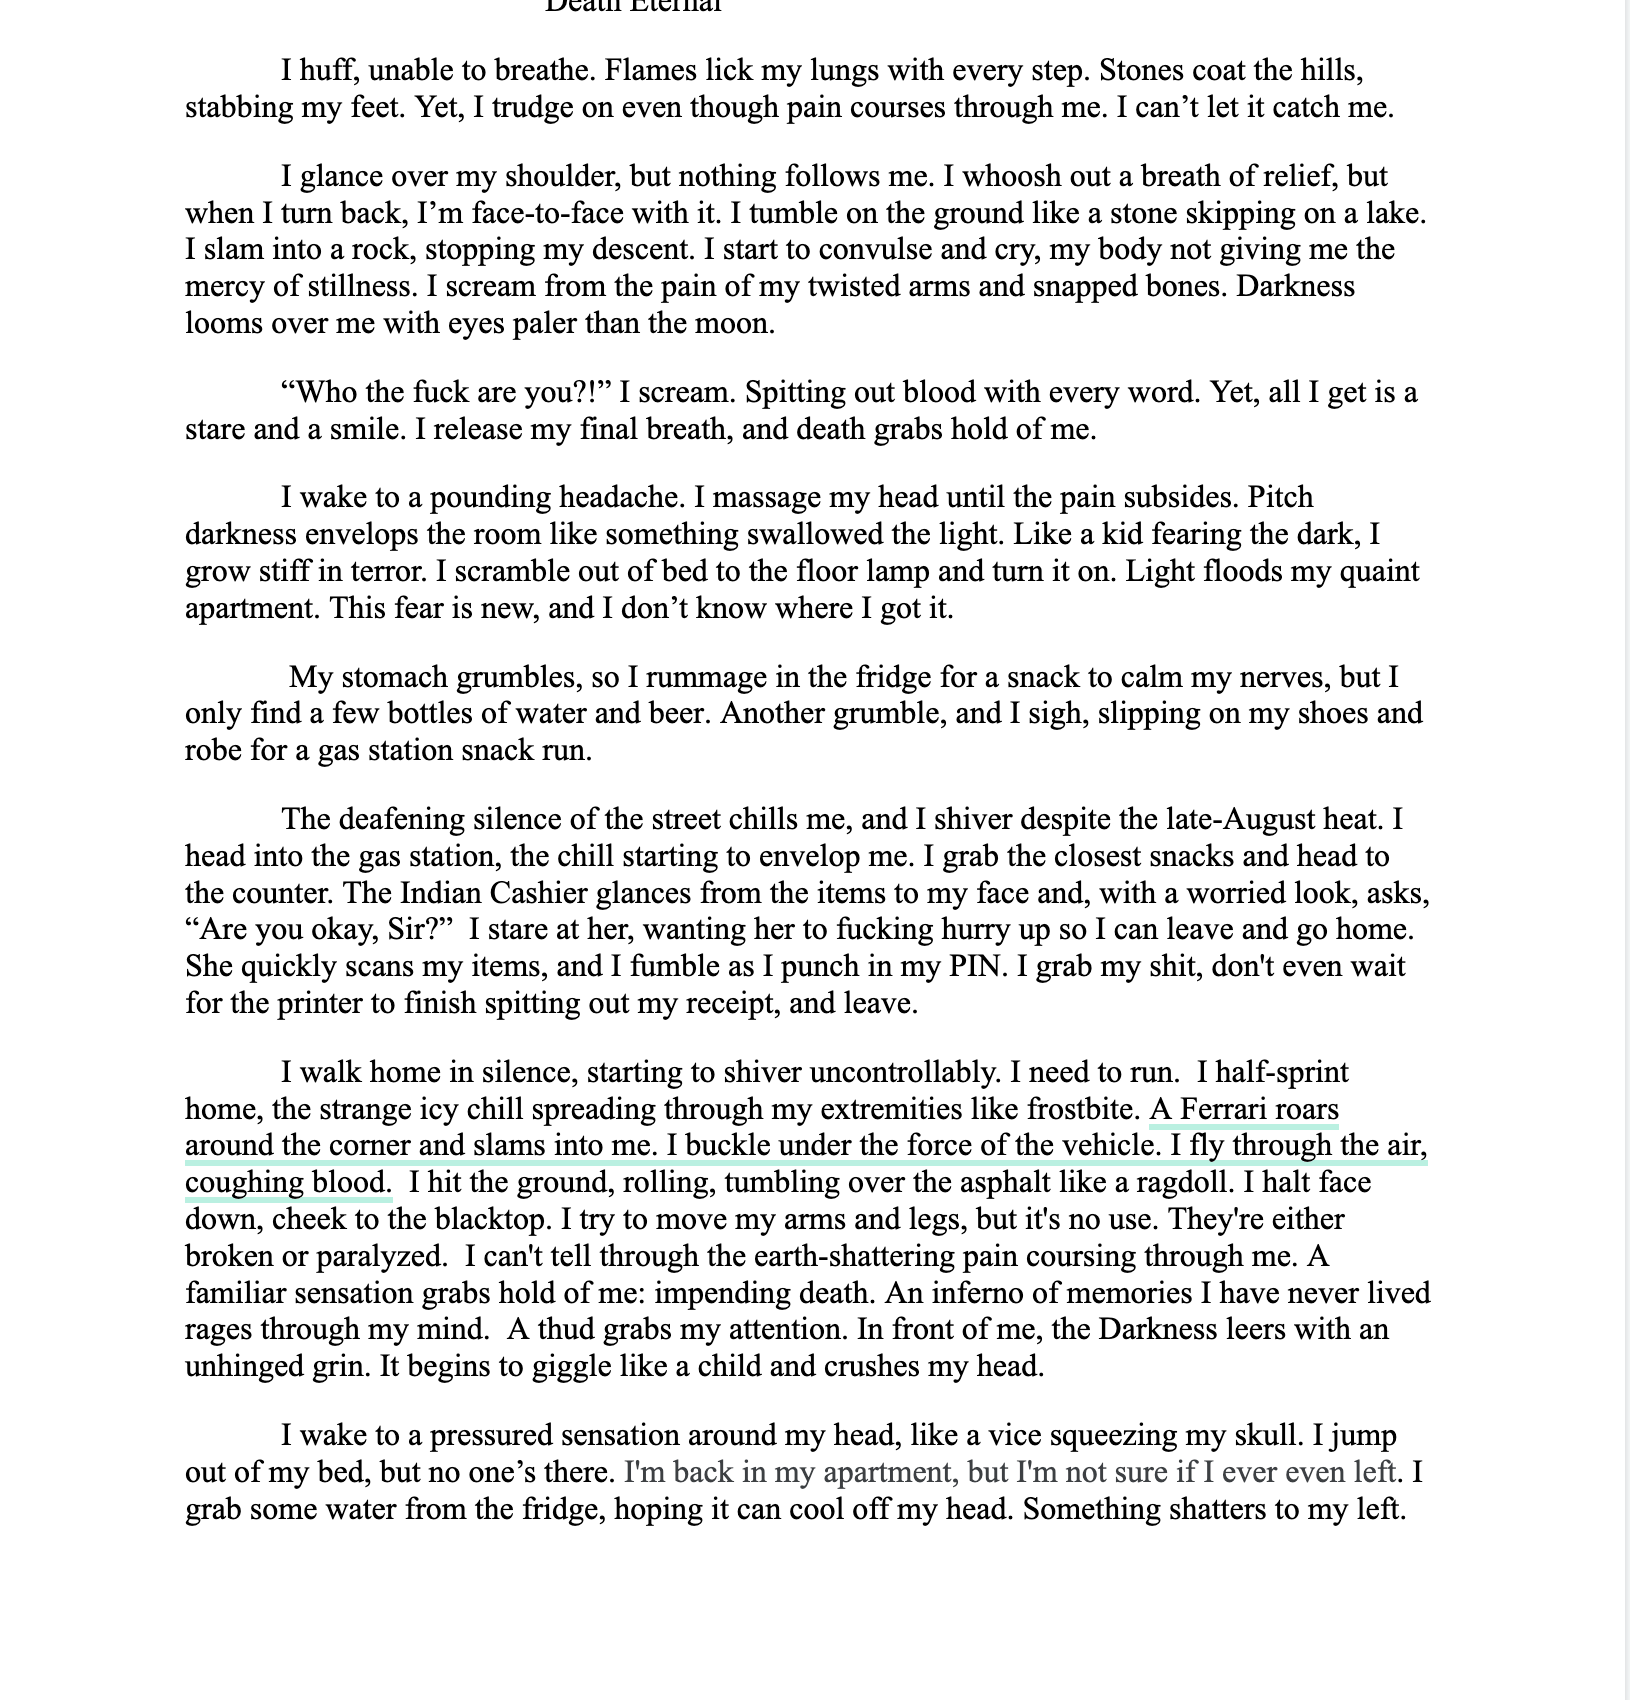 Death Eternal
I huff, unable to breathe. Flames lick my lungs with every step. Stones coat the hills,
stabbing my feet. Yet, I trudge on even though pain courses through me. I can’t let it catch me.
I glance over my shoulder, but nothing follows me. I whoosh out a breath of relief, but
when I turn back, I’m face-to-face with it. I tumble on the ground like a stone skipping on a lake.
I slam into a rock, stopping my descent. I start to convulse and cry, my body not giving me the
mercy of stillness. I scream from the pain of my twisted arms and snapped bones. Darkness
looms over me with eyes paler than the moon.
“Who the fuck are you?!” I scream. Spitting out blood with every word. Yet, all I get is a
stare and a smile. I release my final breath, and death grabs hold of me.
I wake to a pounding headache. I massage my head until the pain subsides. Pitch
darkness envelops the room like something swallowed the light. Like a kid fearing the dark, I
grow stiff in terror. I scramble out of bed to the floor lamp and turn it on. Light floods my quaint
apartment. This fear is new, and I don’t know where I got it.
My stomach grumbles, so I rummage in the fridge for a snack to calm my nerves, but I
only find a few bottles of water and beer. Another grumble, and I sigh, slipping on my shoes and
robe for a gas station snack run.
The deafening silence of the street chills me, and I shiver despite the late-August heat. I
head into the gas station, the chill starting to envelop me. I grab the closest snacks and head to
the counter. The Indian Cashier glances from the items to my face and, with a worried look, asks,
“Are you okay, Sir?”  I stare at her, wanting her to fucking hurry up so I can leave and go home.
She quickly scans my items, and I fumble as I punch in my PIN. I grab my shit, don't even wait
for the printer to finish spitting out my receipt, and leave.
I walk home in silence, starting to shiver uncontrollably. I need to run.  I half-sprint
home, the strange icy chill spreading through my extremities like frostbite. A Ferrari roars
around the corner and slams into me. I buckle under the force of the vehicle. I fly through the air,
coughing blood.  I hit the ground, rolling, tumbling over the asphalt like a ragdoll. I halt face
down, cheek to the blacktop. I try to move my arms and legs, but it's no use. They're either
broken or paralyzed.  I can't tell through the earth-shattering pain coursing through me. A
familiar sensation grabs hold of me: impending death. An inferno of memories I have never lived
rages through my mind.  A thud grabs my attention. In front of me, the Darkness leers with an
unhinged grin. It begins to giggle like a child and crushes my head.
I wake to a pressured sensation around my head, like a vice squeezing my skull. I jump
out of my bed, but no one’s there. I'm back in my apartment, but I'm not sure if I ever even left. I
grab some water from the fridge, hoping it can cool off my head. Something shatters to my left.